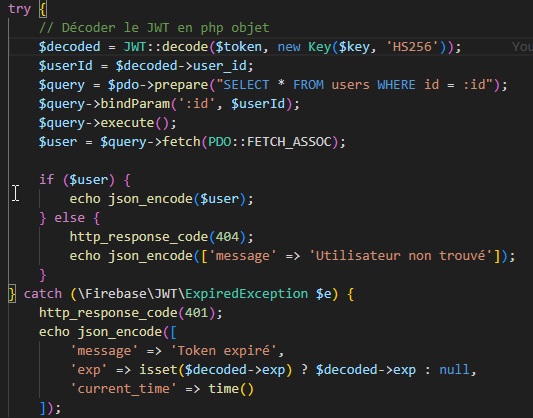 try {
// Décoder le JWT en php objet
$decoded = JWT::decode($token, new Key($key, 'HS256')); You
$userId = $decoded->user_id;
$query = $pdo->prepare("SELECT * FROM users WHERE id = :id");
$query->bindParam(':id', $userId);
$query->execute();
$user = $query->fetch(PDO::FETCH_ASSOC);
if ($user) {
echo json_encode($user);
} else {
http_response_code(404);
echo json_encode(['message' => 'Utilisateur non trouvé']);
}
} catch (\Firebase\JWT\ExpiredException $e) {
http_response_code(401);
echo json_encode([
'message' => 'Token expiré',
'exp' => isset($decoded->exp) ? $decoded->exp : null,
'current_time' => time()
]);